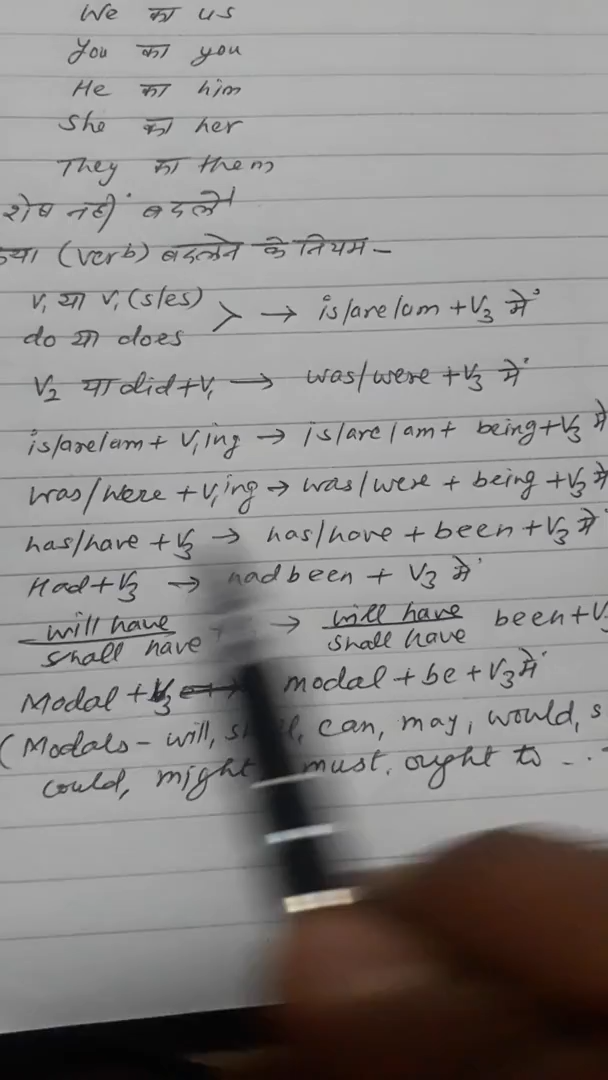 We का us
You का you
He का him
She का her
They का them
शेष नहीं बदलें।
(verb) बदलने के नियम -
V₁ या V₁(s/es) > → is/are/am + V₃ में
do या does
V₂ या did + V₁ → was/were + V₃ में
is/are/am + V₁ing → is/are/am + being + V₃ में
was/were + V₁ing → was/were + being + V₃ में
has/have + V₃ → has/have + been + V₃ में
Had + V₃ → had been + V₃ में
will have / shall have → will have / shall have been + V
Modal + → modal + be + V₃ में
(Modals - will, can, may, would,
could, might must, ought to - - -